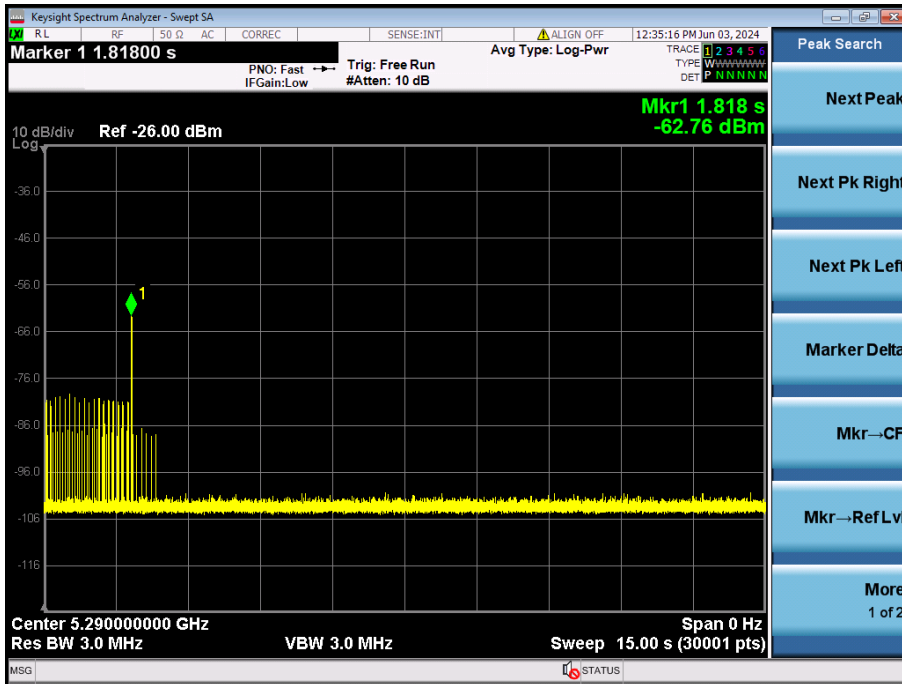 Keysight Spectrum Analyzer - Swept SA
LXI RL RF 50 Ω AC CORREC SENSE:INT ALIGN OFF 12:35:16 PM Jun 03, 2024
Marker 1 1.81800 s
PNO: Fast
IFGain:Low
Trig: Free Run
#Atten: 10 dB
Avg Type: Log-Pwr
TRACE 1 2 3 4 5 6
TYPE WWWWWW
DET P N N N N N
Mkr1 1.818 s
-62.76 dBm
10 dB/div Ref -26.00 dBm
Log
-36.0
-46.0
-56.0
1
-66.0
-76.0
-86.0
-96.0
-106
-116
Center 5.290000000 GHz
Span 0 Hz
Res BW 3.0 MHz
VBW 3.0 MHz
Sweep 15.00 s (30001 pts)
MSG
STATUS
Peak Search
Next Peak
Next Pk Right
Next Pk Left
Marker Delta
Mkr→CF
Mkr→Ref Lvl
More
1 of 2